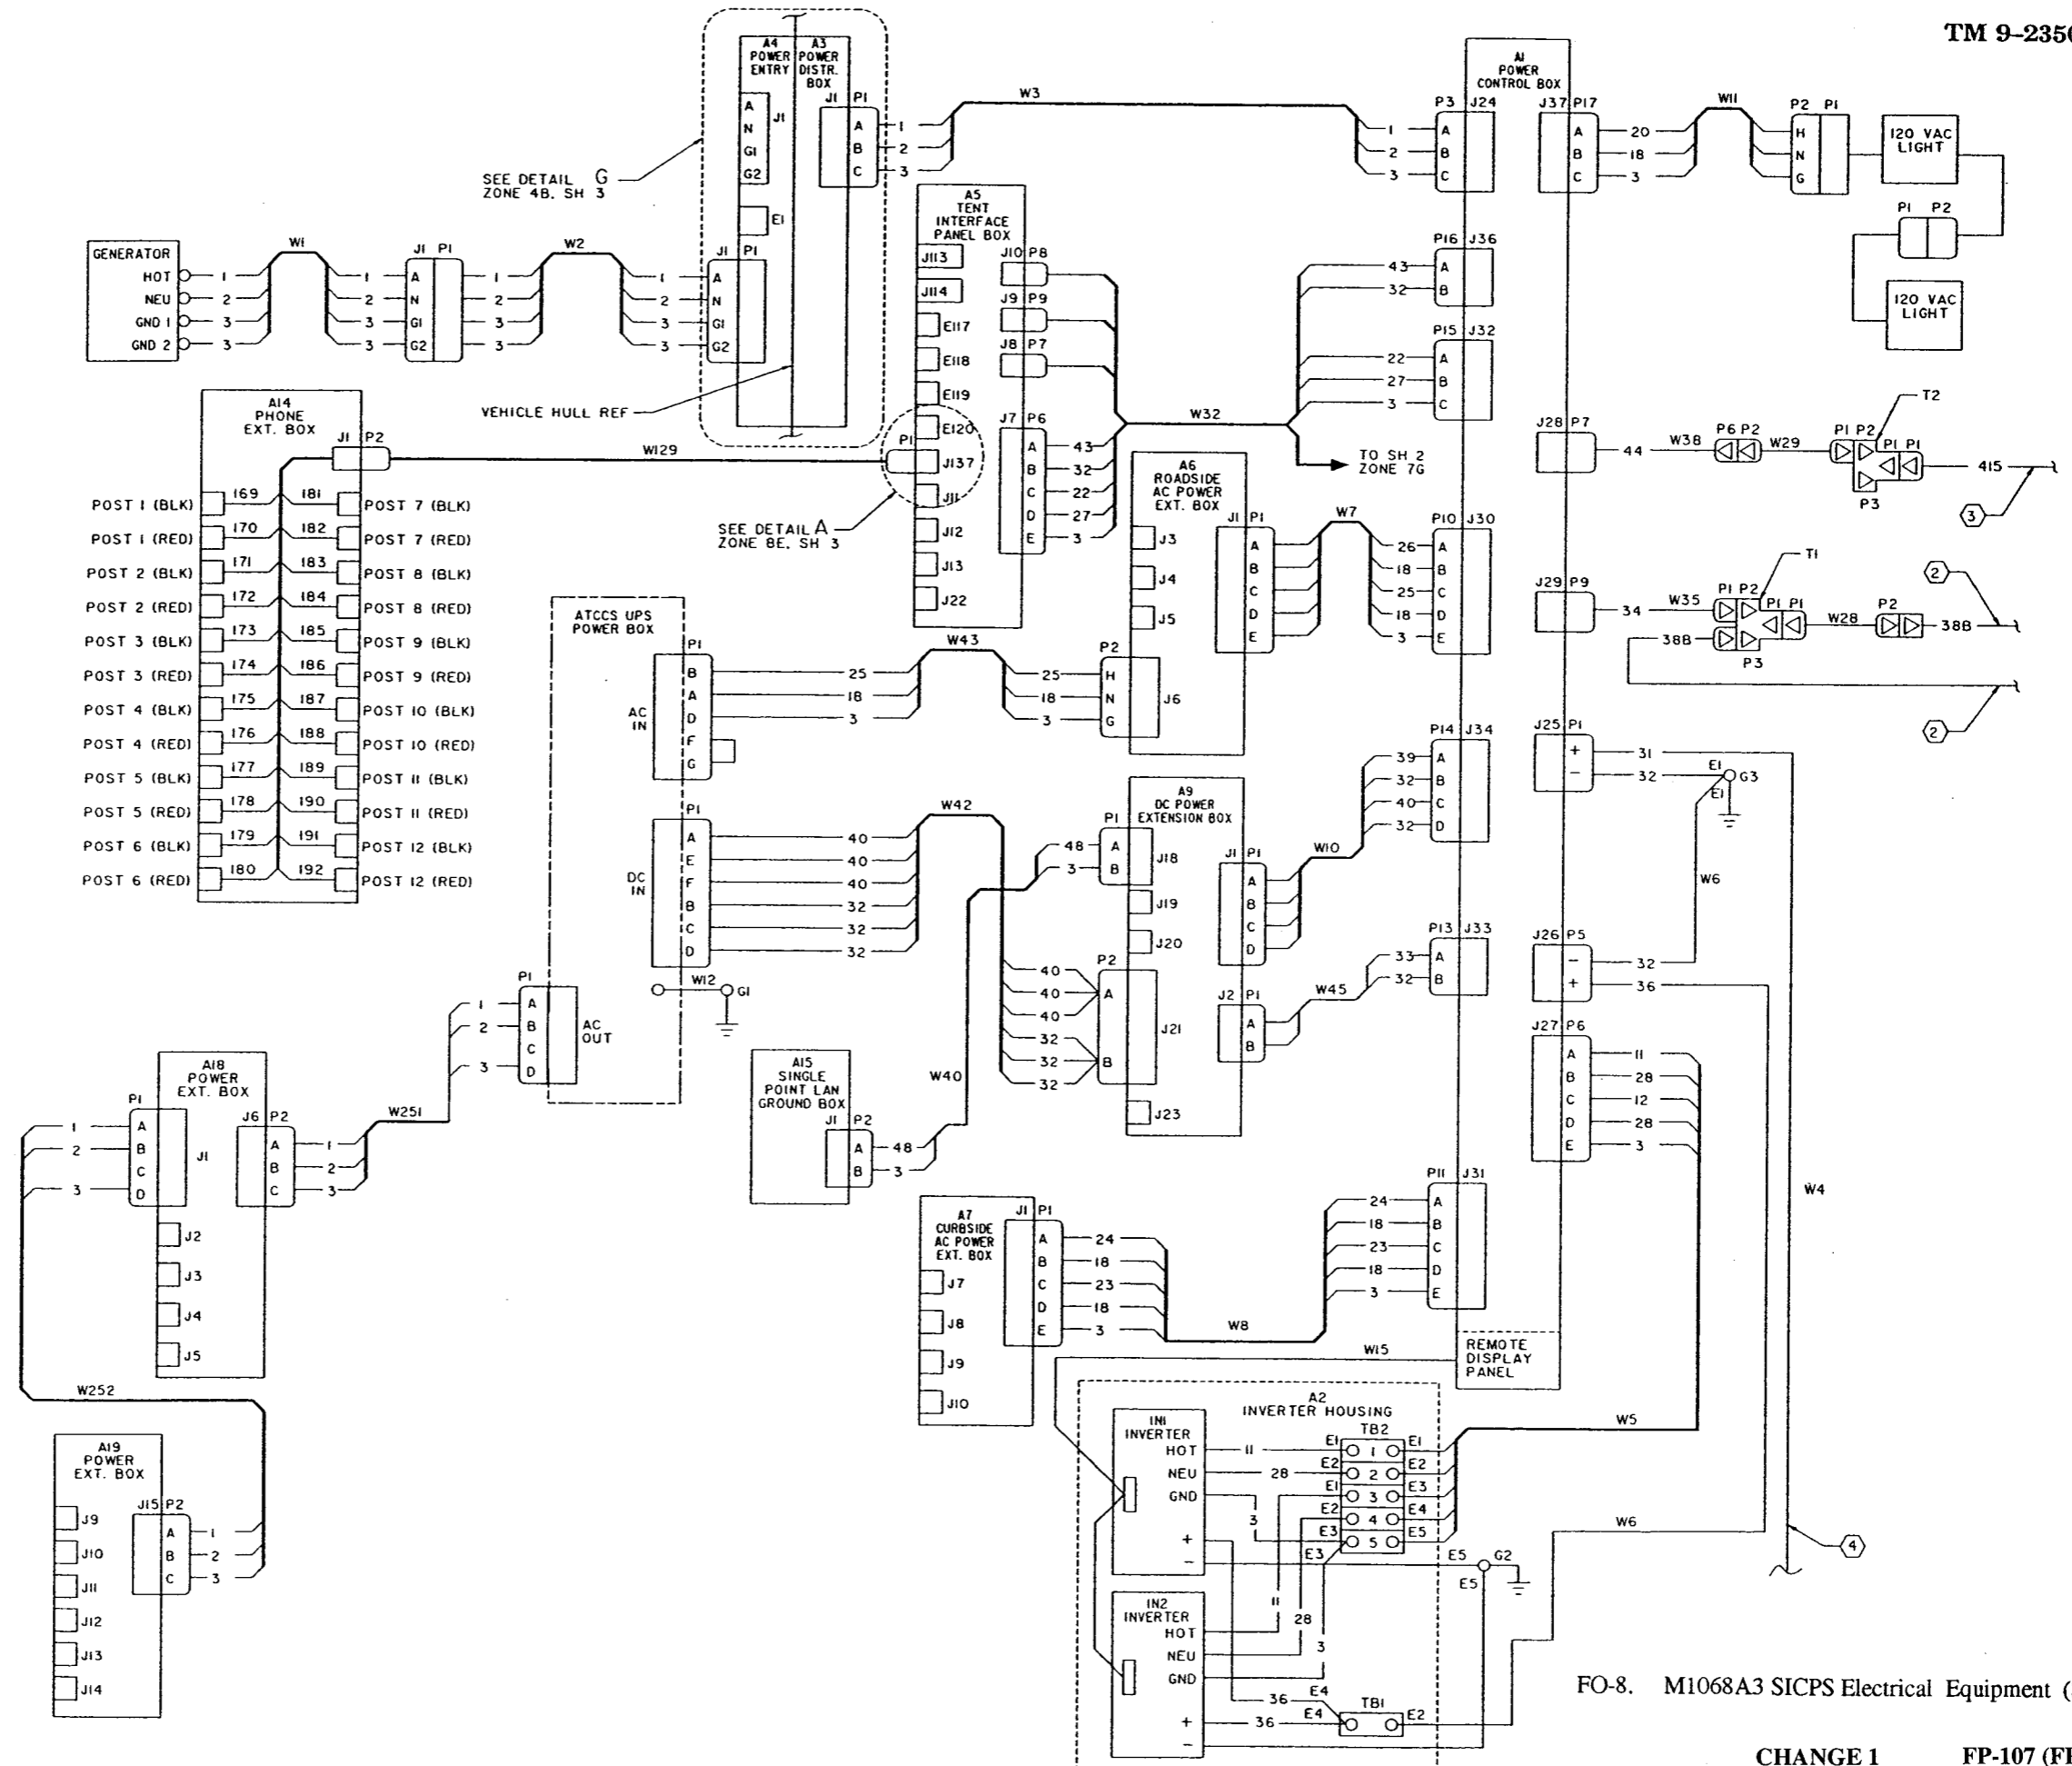 TM 9–235
A4
POWER
ENTRY
A
N
G1
G2
J1
E1
A3
POWER
DISTR.
BOX
J1 P1
A 1
B 2
C 3
W3
SEE DETAIL G
ZONE 4B, SH 3
VEHICLE HULL REF
GENERATOR
HOT 1
NEU 2
GND 1 3
GND 2 3
W1
1
2
3
3
J1 P1
A 1
N 2
G1 3
G2 3
W2
1
2
3
3
J1 P1
A
N
G1
G2
A5
TENT
INTERFACE
PANEL BOX
J113
J114
E117
E118
E119
E120
P1
J137
J11
J12
J13
J22
J10 P8
J9 P9
J8 P7
J7 P6
A 43
B 32
C 22
D 27
E 3
SEE DETAIL A
ZONE 8E, SH 3
W32
TO SH 2
ZONE 7G
A1
POWER
CONTROL BOX
P3 J24
1 A
2 B
3 C
P16 J36
43 A
32 B
P15 J32
22 A
27 B
3 C
P10 J30
26 A
18 B
25 C
18 D
3 E
P14 J34
39 A
32 B
40 C
32 D
P13 J33
33 A
32 B
P11 J31
24 A
18 B
23 C
18 D
3 E
REMOTE
DISPLAY
PANEL
J37 P17
A 20
B 18
C 3
W11
P2 P1
H
N
G
120 VAC
LIGHT
P1 P2
120 VAC
LIGHT
J28 P7
44
W38
P6 P2
W29
P1 P2
P1 P1
P3
T2
415
3
J29 P9
34
W35
38B
P1 P2
P1 P1
P3
T1
W28
P2
38B
2
2
J25 P1
+ 31
– 32
E1
G3
E1
W6
J26 P5
– 32
+ 36
J27 P6
A 11
B 28
C 12
D 28
E 3
W4
4
W6
W5
A14
PHONE
EXT. BOX
J1 P2
W129
POST 1 (BLK) 169 181 POST 7 (BLK)
POST 1 (RED) 170 182 POST 7 (RED)
POST 2 (BLK) 171 183 POST 8 (BLK)
POST 2 (RED) 172 184 POST 8 (RED)
POST 3 (BLK) 173 185 POST 9 (BLK)
POST 3 (RED) 174 186 POST 9 (RED)
POST 4 (BLK) 175 187 POST 10 (BLK)
POST 4 (RED) 176 188 POST 10 (RED)
POST 5 (BLK) 177 189 POST 11 (BLK)
POST 5 (RED) 178 190 POST 11 (RED)
POST 6 (BLK) 179 191 POST 12 (BLK)
POST 6 (RED) 180 192 POST 12 (RED)
A6
ROADSIDE
AC POWER
EXT. BOX
J3
J4
J5
J1 P1
A
B
C
D
E
W7
P2
25 H
18 N
3 G
J6
W43
ATCCS UPS
POWER BOX
P1
AC
IN
B 25
A 18
D 3
F
G
P1
DC
IN
A 40
E 40
F 40
B 32
C 32
D 32
W42
W12
G1
P1
1 A
2 B
C
3 D
AC
OUT
A9
DC POWER
EXTENSION BOX
P1
48 A
3 B
J18
J19
J20
P2
40
40 A
40
32
32 B
32
J21
J23
J1 P1
A
B
C
D
W10
J2 P1
A
B
W45
W40
A15
SINGLE
POINT LAN
GROUND BOX
J1 P2
A 48
B 3
A18
POWER
EXT. BOX
P1
1 A
2 B
C
3 D
J1
J2
J3
J4
J5
J6 P2
A 1
B 2
C 3
W251
W252
A19
POWER
EXT. BOX
J9
J10
J11
J12
J13
J14
J15 P2
A 1
B 2
C 3
A7
CURBSIDE
AC POWER
EXT. BOX
J7
J8
J9
J10
J1 P1
A 24
B 18
C 23
D 18
E 3
W8
W15
A2
INVERTER HOUSING
IN1
INVERTER
HOT 11
NEU 28
GND
3
+
–
TB2
E1 1 E1
E2 2 E2
E1 3 E3
E2 4 E4
E3 5 E5
E3
E5 G2
E5
IN2
INVERTER
HOT
NEU
GND
11
28
3
+ 36
–
36
E4
E4
TB1
E2
FO-8. M1068A3 SICPS Electrical Equipment (
CHANGE 1 FP-107 (F